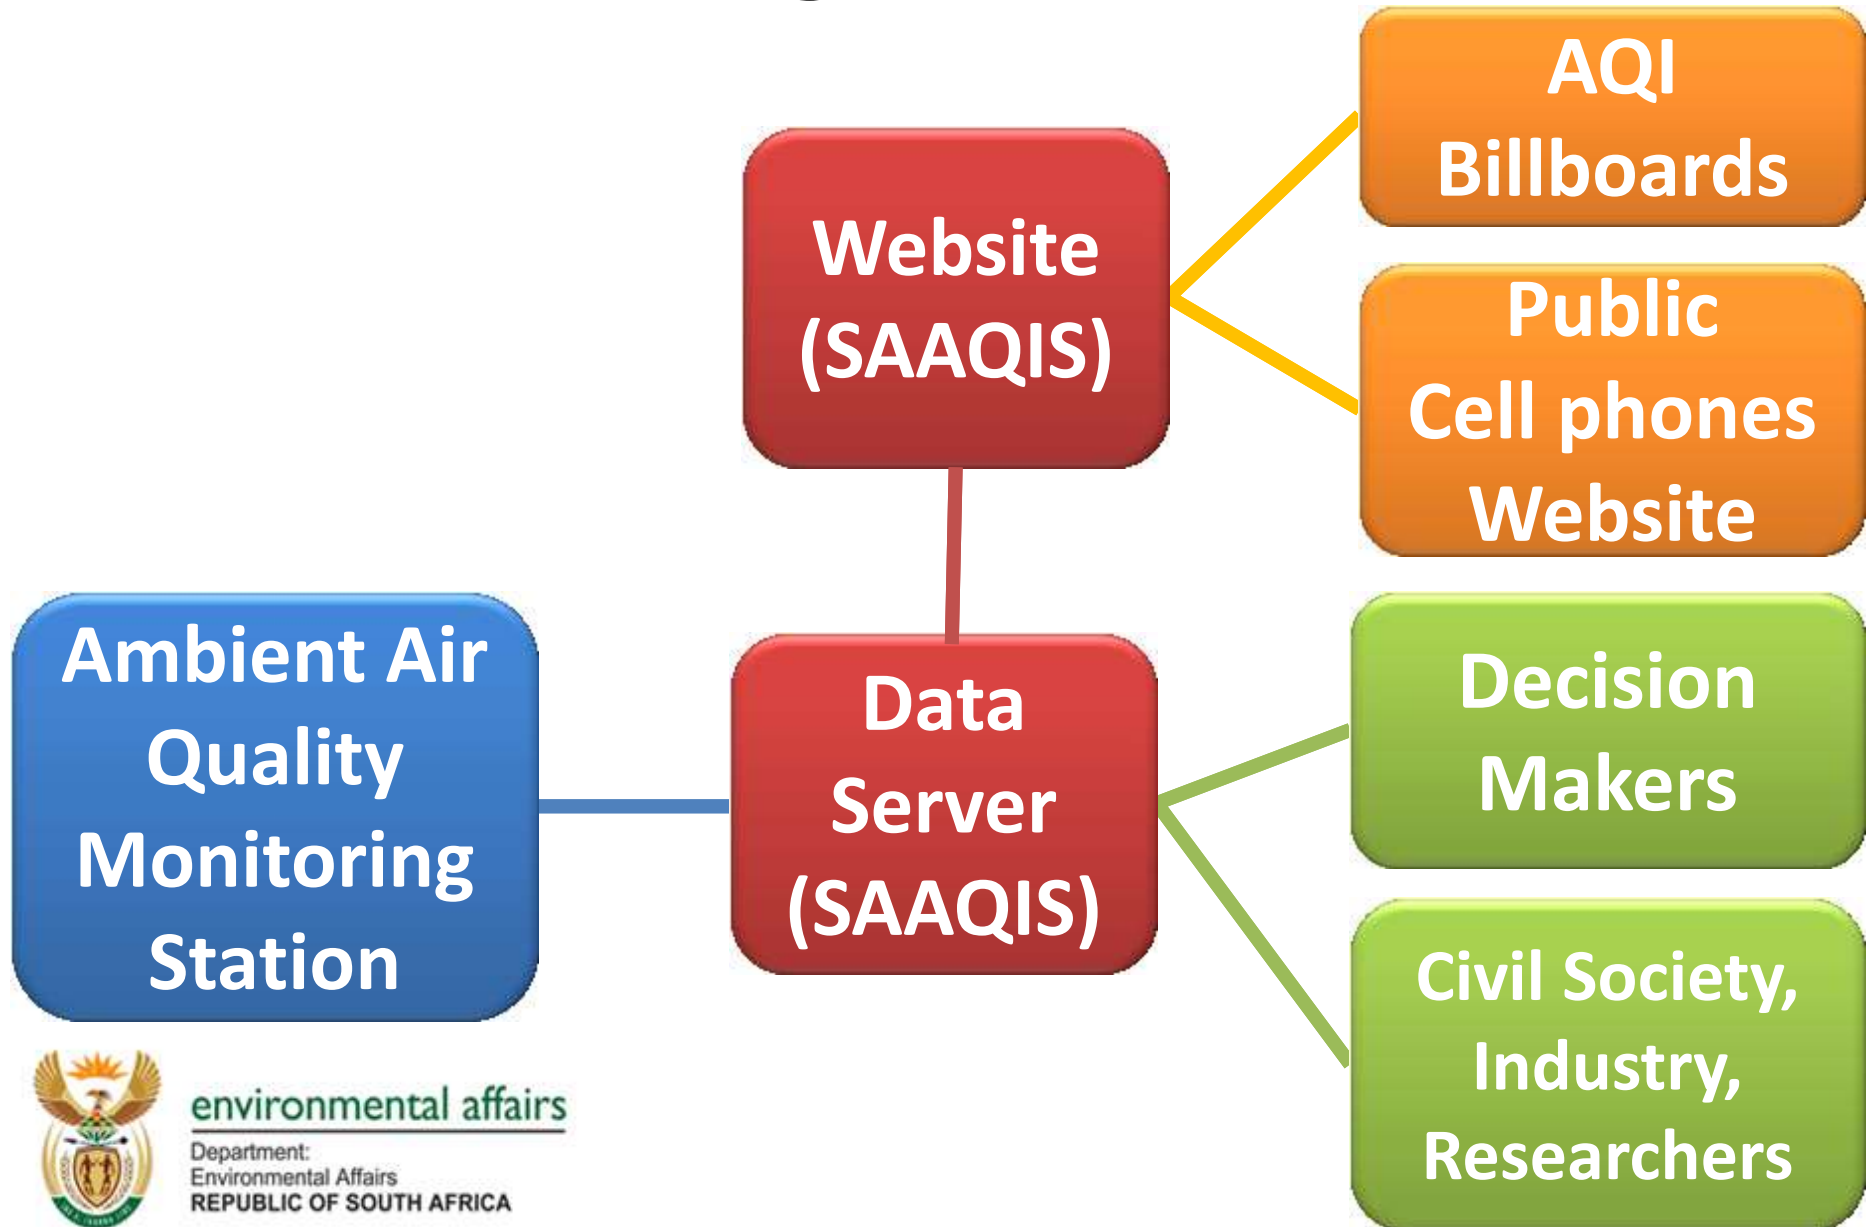 AQI
Billboards
Website
(SAAQIS)
Public
Cell phones
Website
Ambient Air
Quality
Monitoring
Station
Data
Server
(SAAQIS)
Decision
Makers
Civil Society,
Industry,
Researchers
environmental affairs
Department:
Environmental Affairs
REPUBLIC OF SOUTH AFRICA